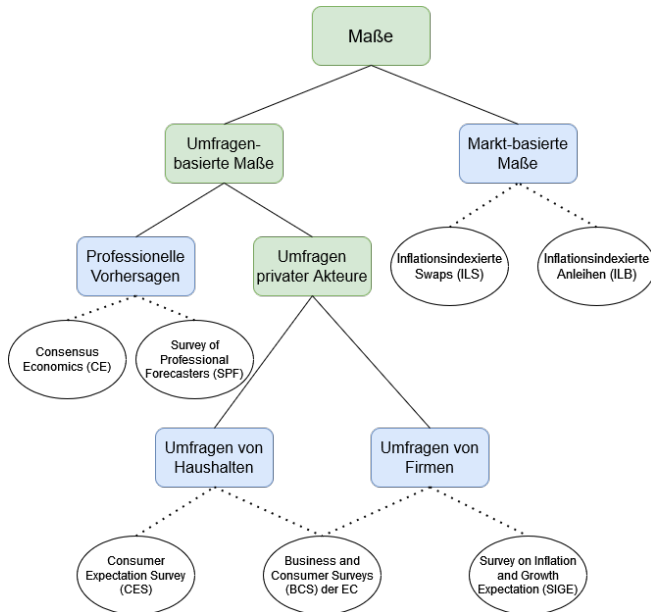 Maße
Umfragen-
basierte Maße
Markt-basierte
Maße
Professionelle
Vorhersagen
Umfragen
privater Akteure
Inflationsindexierte
Swaps (ILS)
Inflationsindexierte
Anleihen (ILB)
Consensus
Economics (CE)
Survey of
Professional
Forecasters (SPF)
Umfragen von
Haushalten
Umfragen von
Firmen
Consumer
Expectation Survey
(CES)
Business and
Consumer Surveys
(BCS) der EC
Survey on Inflation
and Growth
Expectation (SIGE)